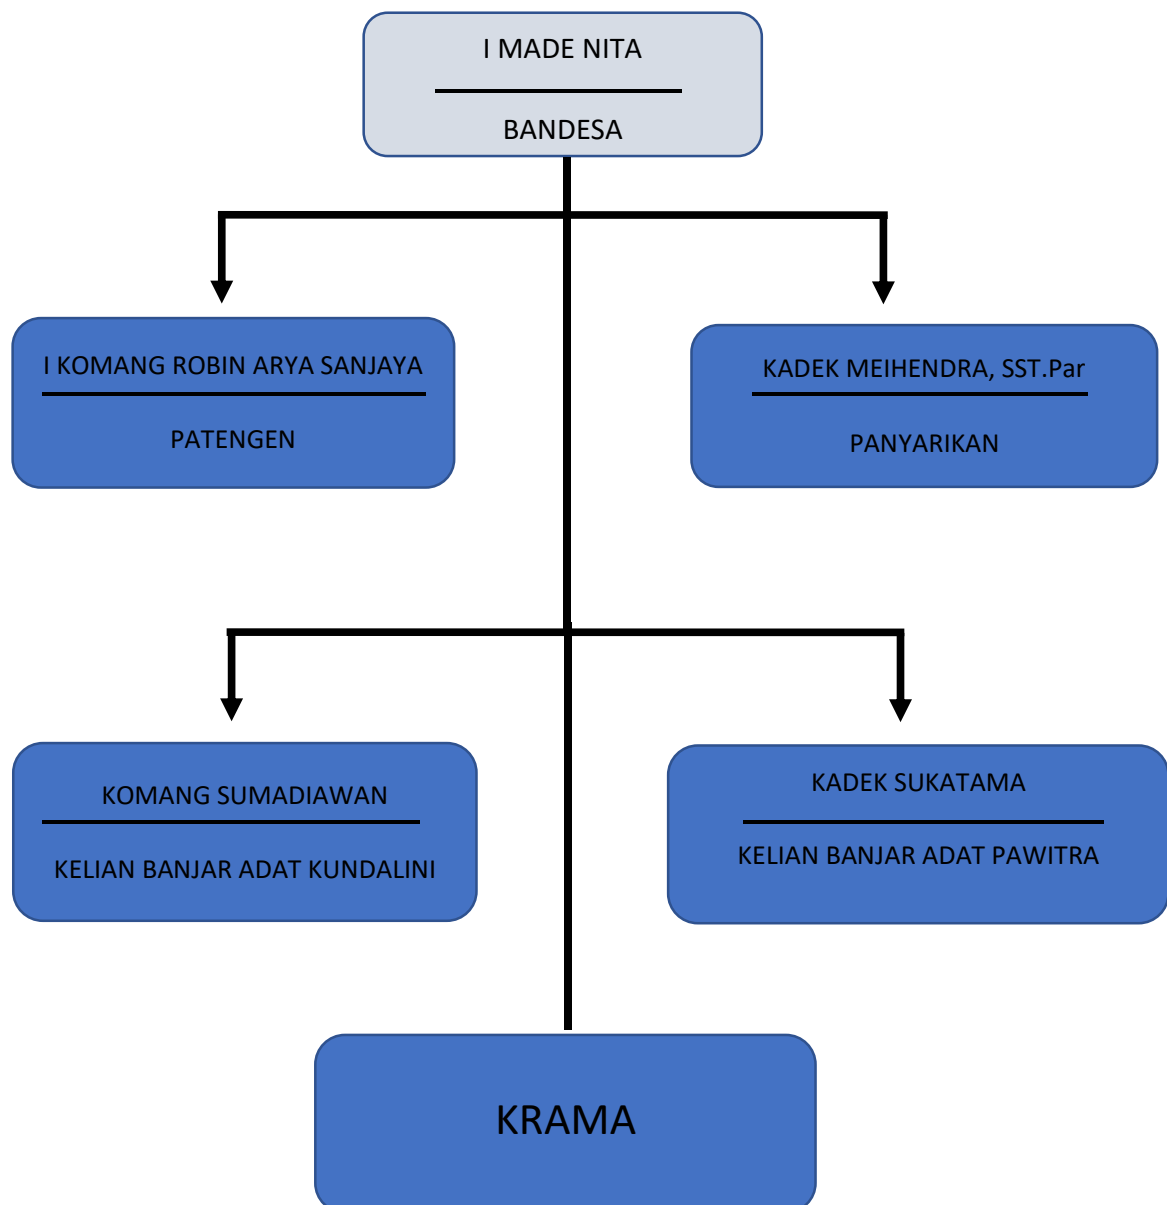 I MADE NITA
BANDESA
I KOMANG ROBIN ARYA SANJAYA
PATENGEN
KADEK MEIHENDRA, SST.Par
PANYARIKAN
KOMANG SUMADIAWAN
KELIAN BANJAR ADAT KUNDALINI
KADEK SUKATAMA
KELIAN BANJAR ADAT PAWITRA
KRAMA